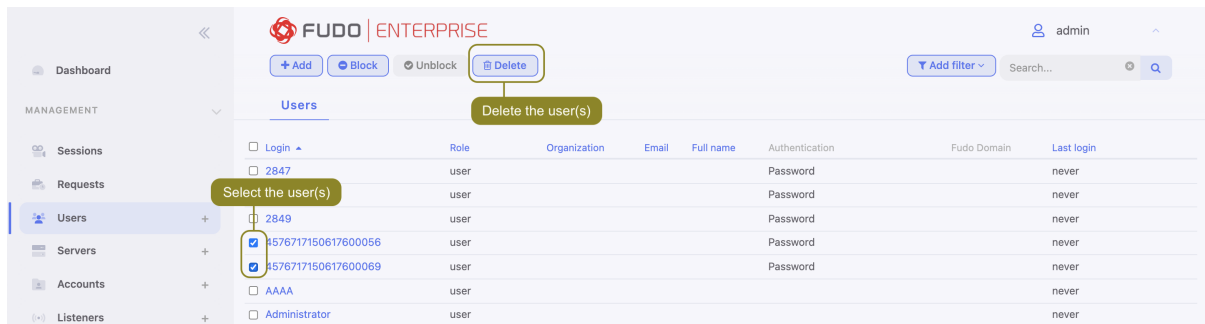 FUDO | ENTERPRISE
admin
+ Add
Block
Unblock
Delete
Add filter
Search...
Dashboard
MANAGEMENT
Users
Delete the user(s)
Sessions
Requests
Users +
Servers +
Accounts +
Listeners +
Login Role Organization Email Full name Authentication Fudo Domain Last login
2847 user Password never
Select the user(s)
user Password never
2849 user Password never
4576717150617600056 user Password never
4576717150617600069 user Password never
AAAA user never
Administrator user never